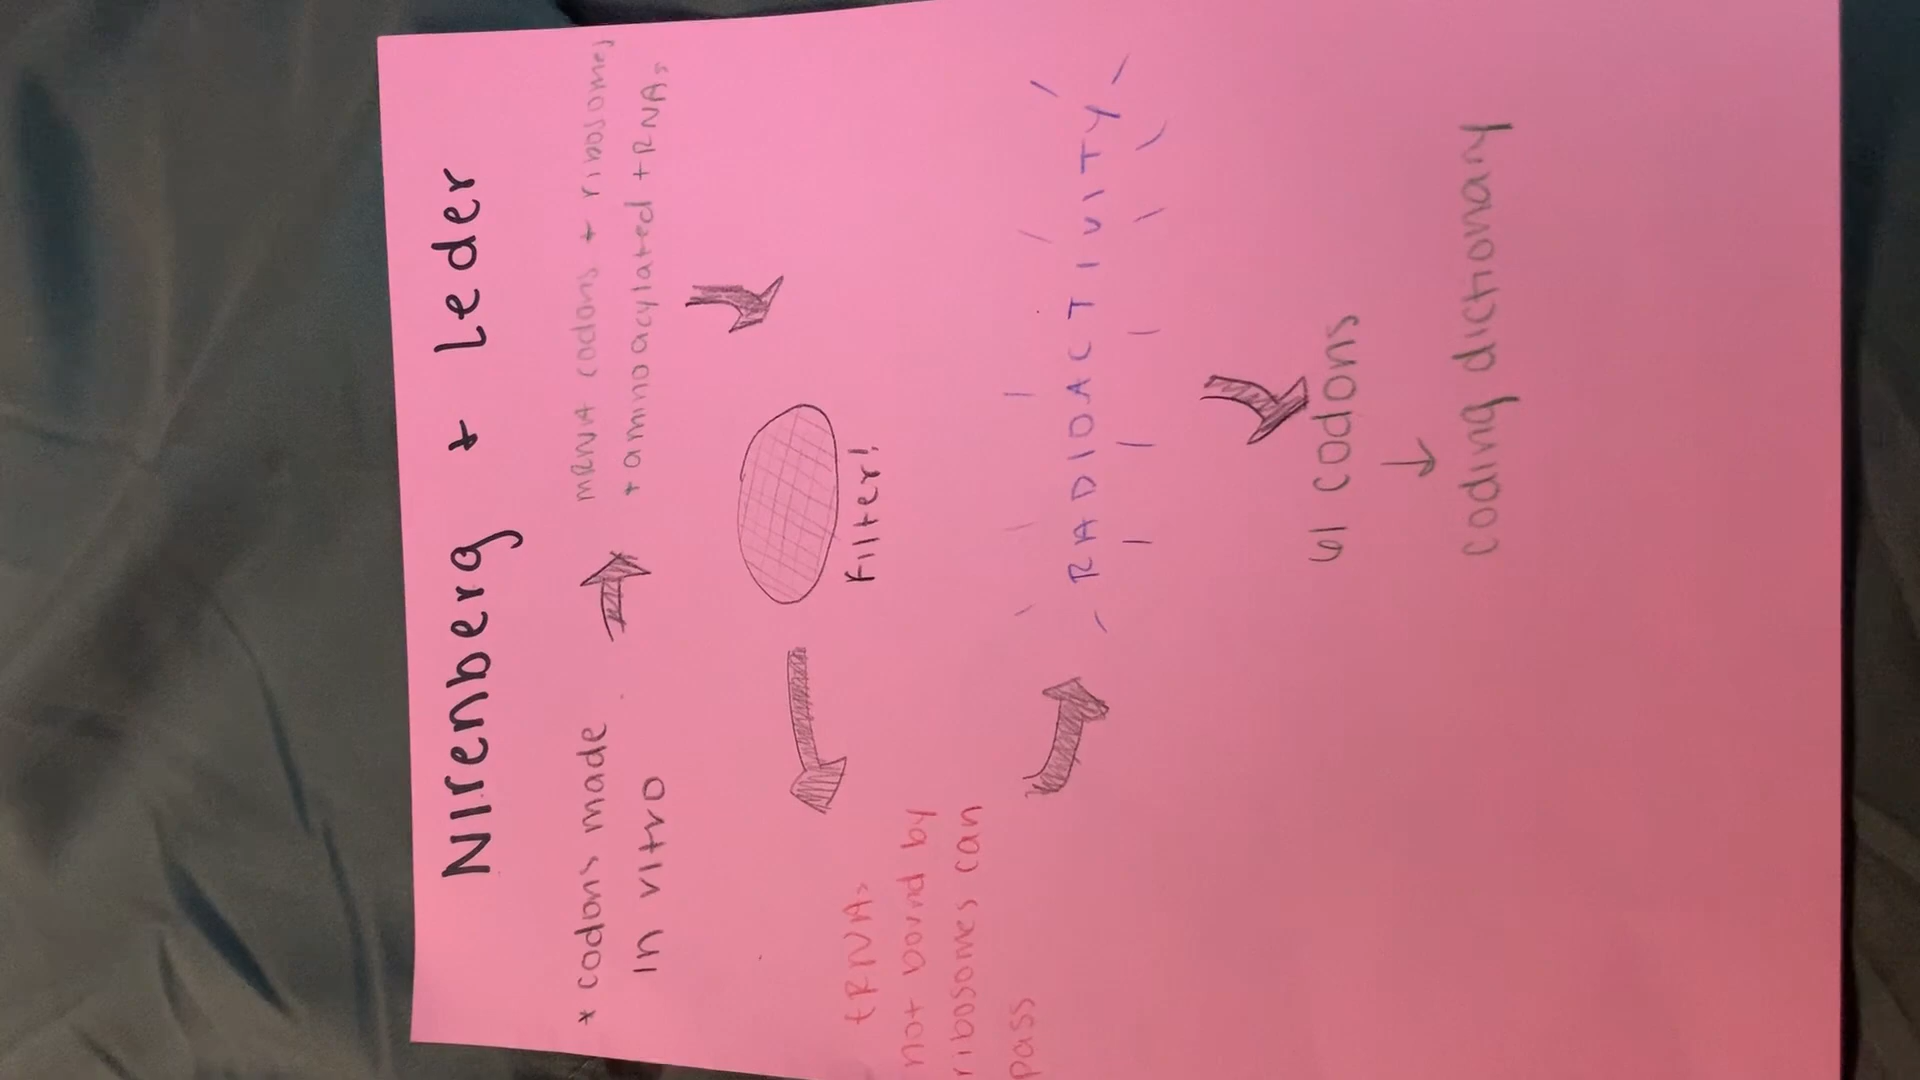 Nirenberg + Leder
* codons made
in vitro
mRNA codons + ribosomes
+ aminoacylated tRNAs
Filter!
tRNAs
not bound by
ribosomes can
pass
RADIOACTIVITY
61 codons
coding dictionary